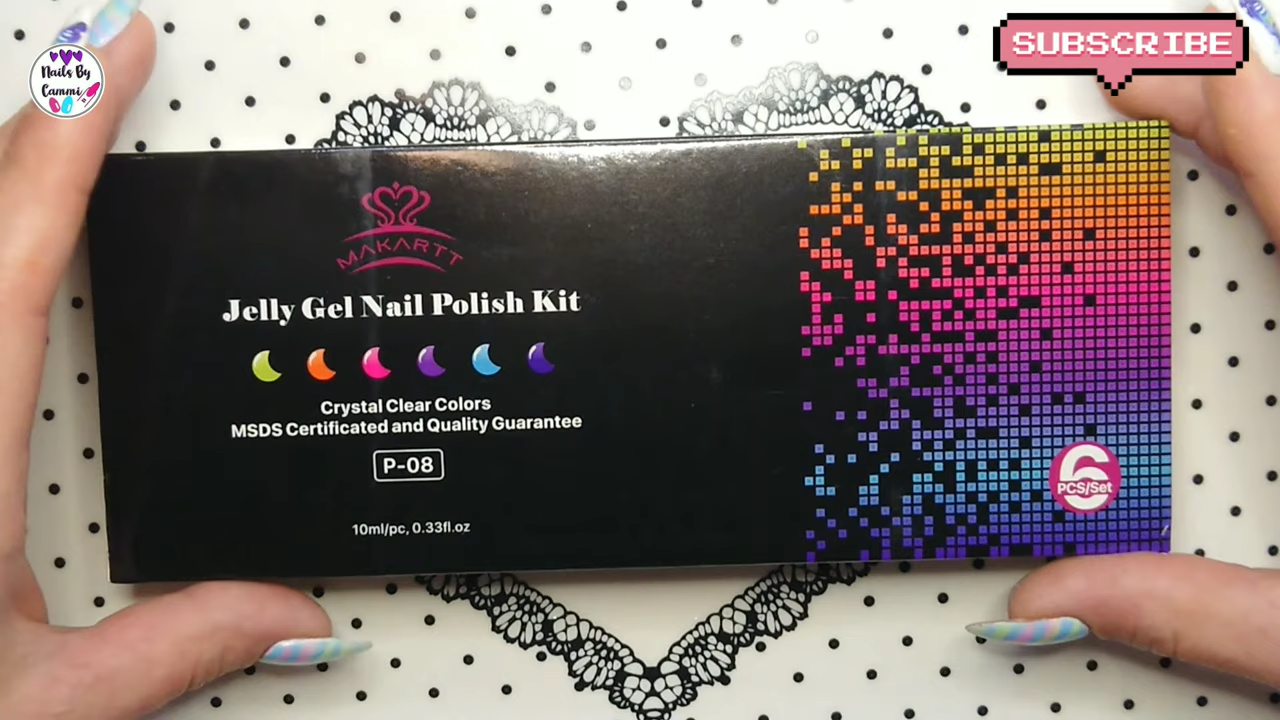 Nails By
Cammi
SUBSCRIBE
MAKARTT
Jelly Gel Nail Polish Kit
Crystal Clear Colors
MSDS Certificated and Quality Guarantee
P-08
10ml/pc, 0.33fl.oz
6
PCS/Set